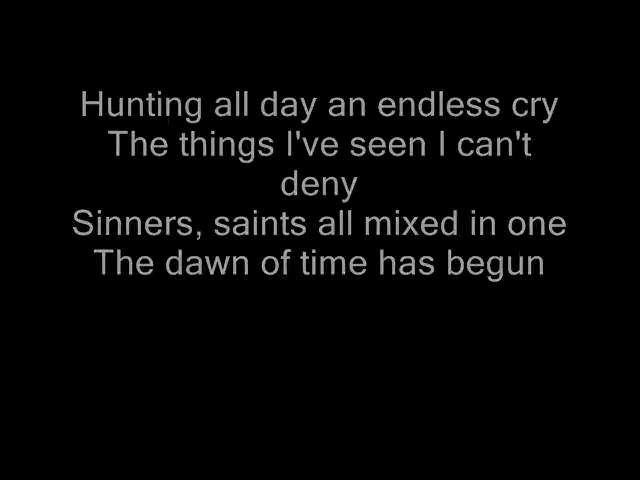 Hunting all day an endless cry
The things I've seen I can't
deny
Sinners, saints all mixed in one
The dawn of time has begun